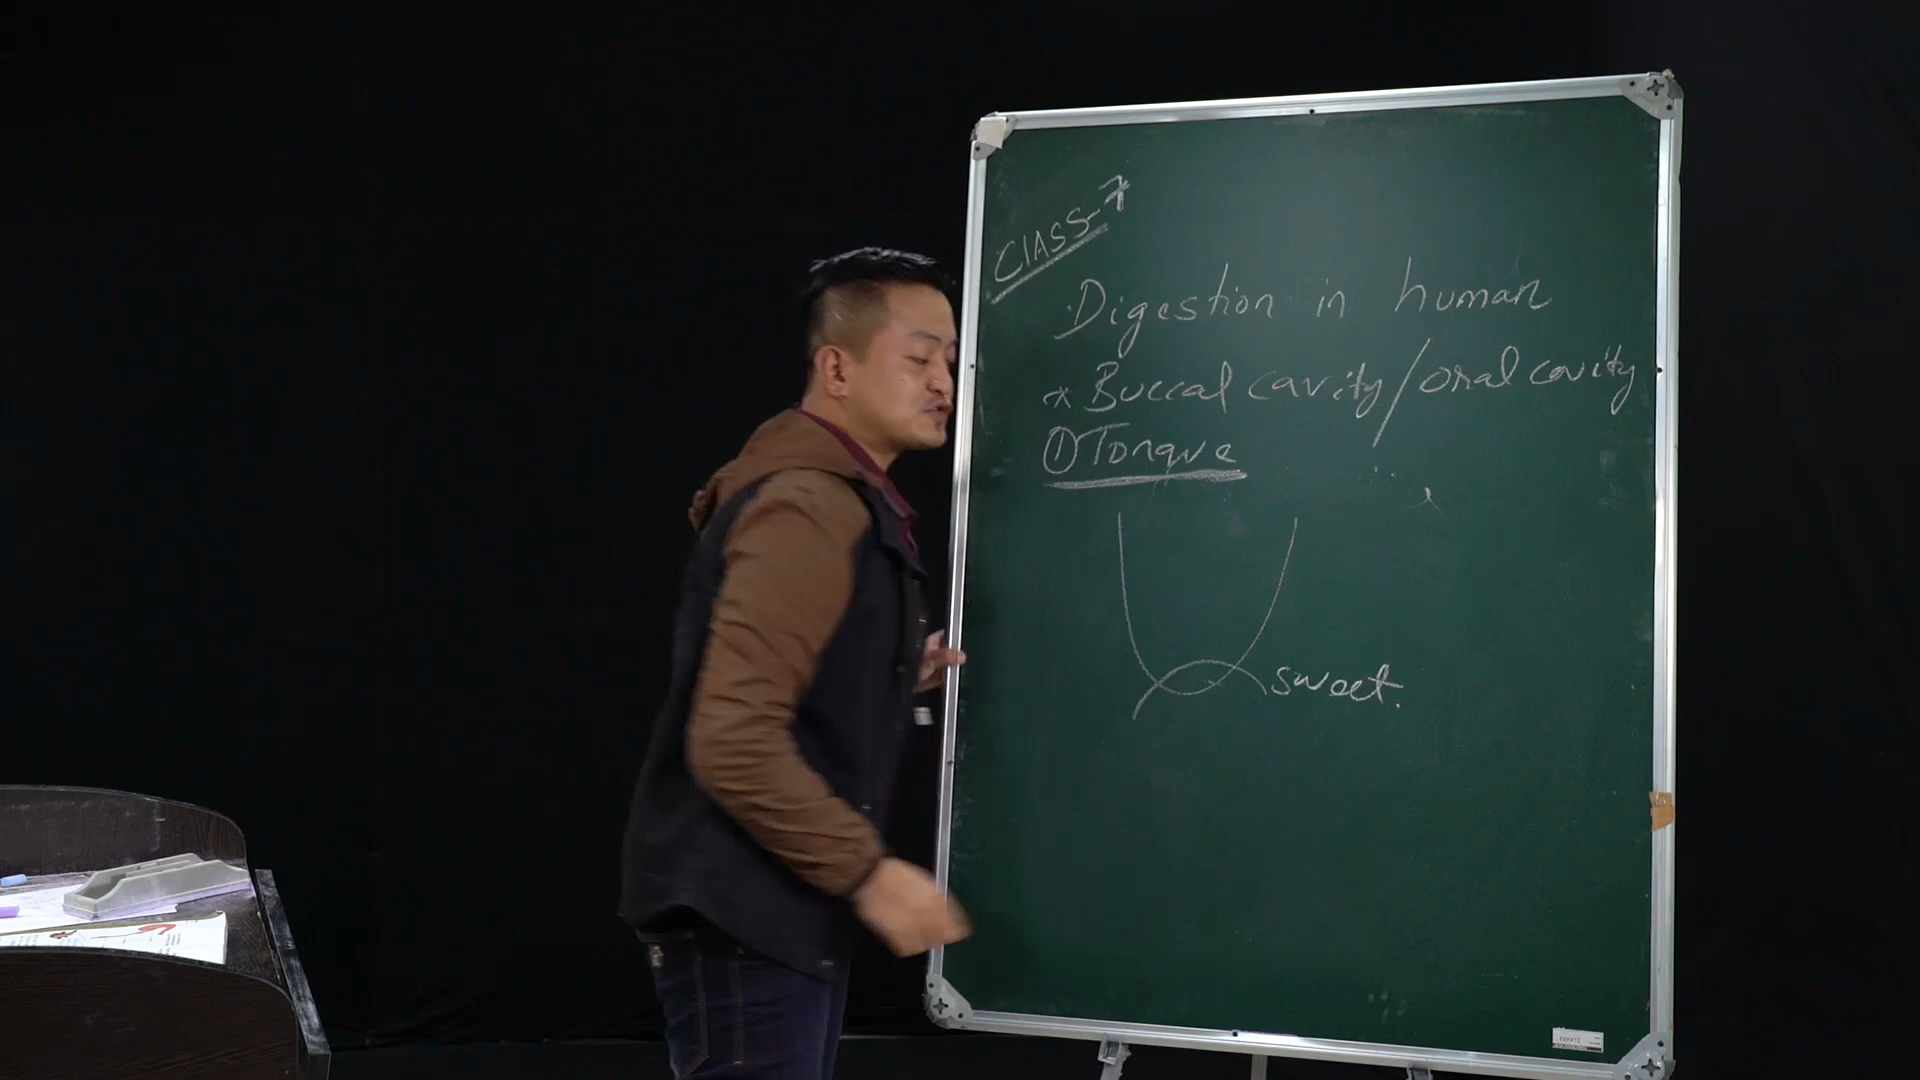 ClASS-7
Digestion in human
* Buccal cavity/oral cavity
① Tongue
sweet.